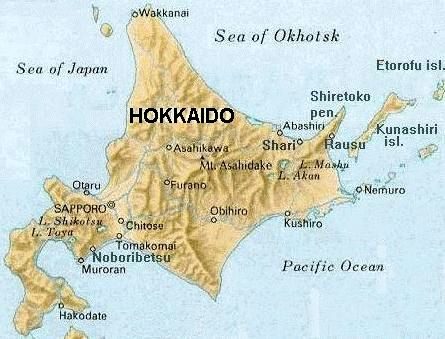 Wakkanai
Sea of Okhotsk
Sea of Japan
Etorofu isl.
Shiretoko
pen.
HOKKAIDO
Abashiri
Kunashiri
isl.
Shari
Rausu
Asahikawa
Mt. Asahidake
L. Mashu
L. Akan
Furano
Otaru
Nemuro
SAPPORO
Obihiro
L. Shikotsu
Chitose
Kushiro
L. Toya
Tomakomai
Noboribetsu
Muroran
Pacific Ocean
Hakodate